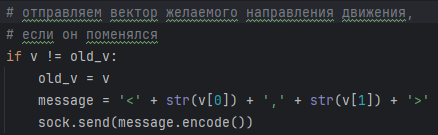 # отправляем вектор желаемого направления движения,
# если он поменялся
if v != old_v:
    old_v = v
    message = '<' + str(v[0]) + ',' + str(v[1]) + '>'
    sock.send(message.encode())